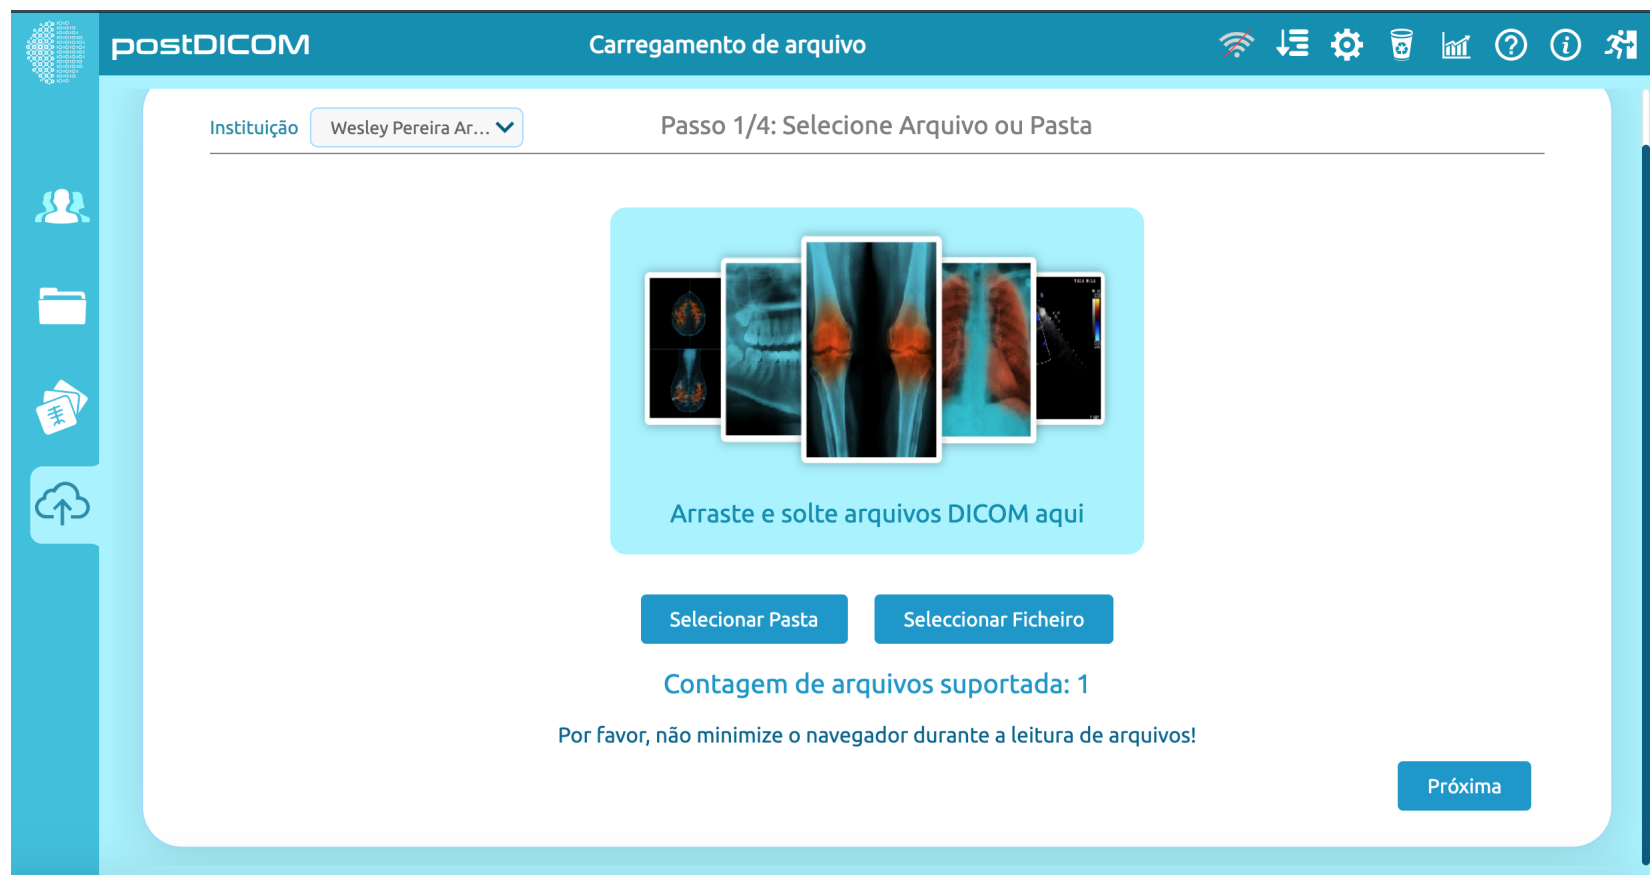 postDICOM
Carregamento de arquivo
Instituição
Wesley Pereira Ar...
Passo 1/4: Selecione Arquivo ou Pasta
Arraste e solte arquivos DICOM aqui
Selecionar Pasta
Seleccionar Ficheiro
Contagem de arquivos suportada: 1
Por favor, não minimize o navegador durante a leitura de arquivos!
Próxima